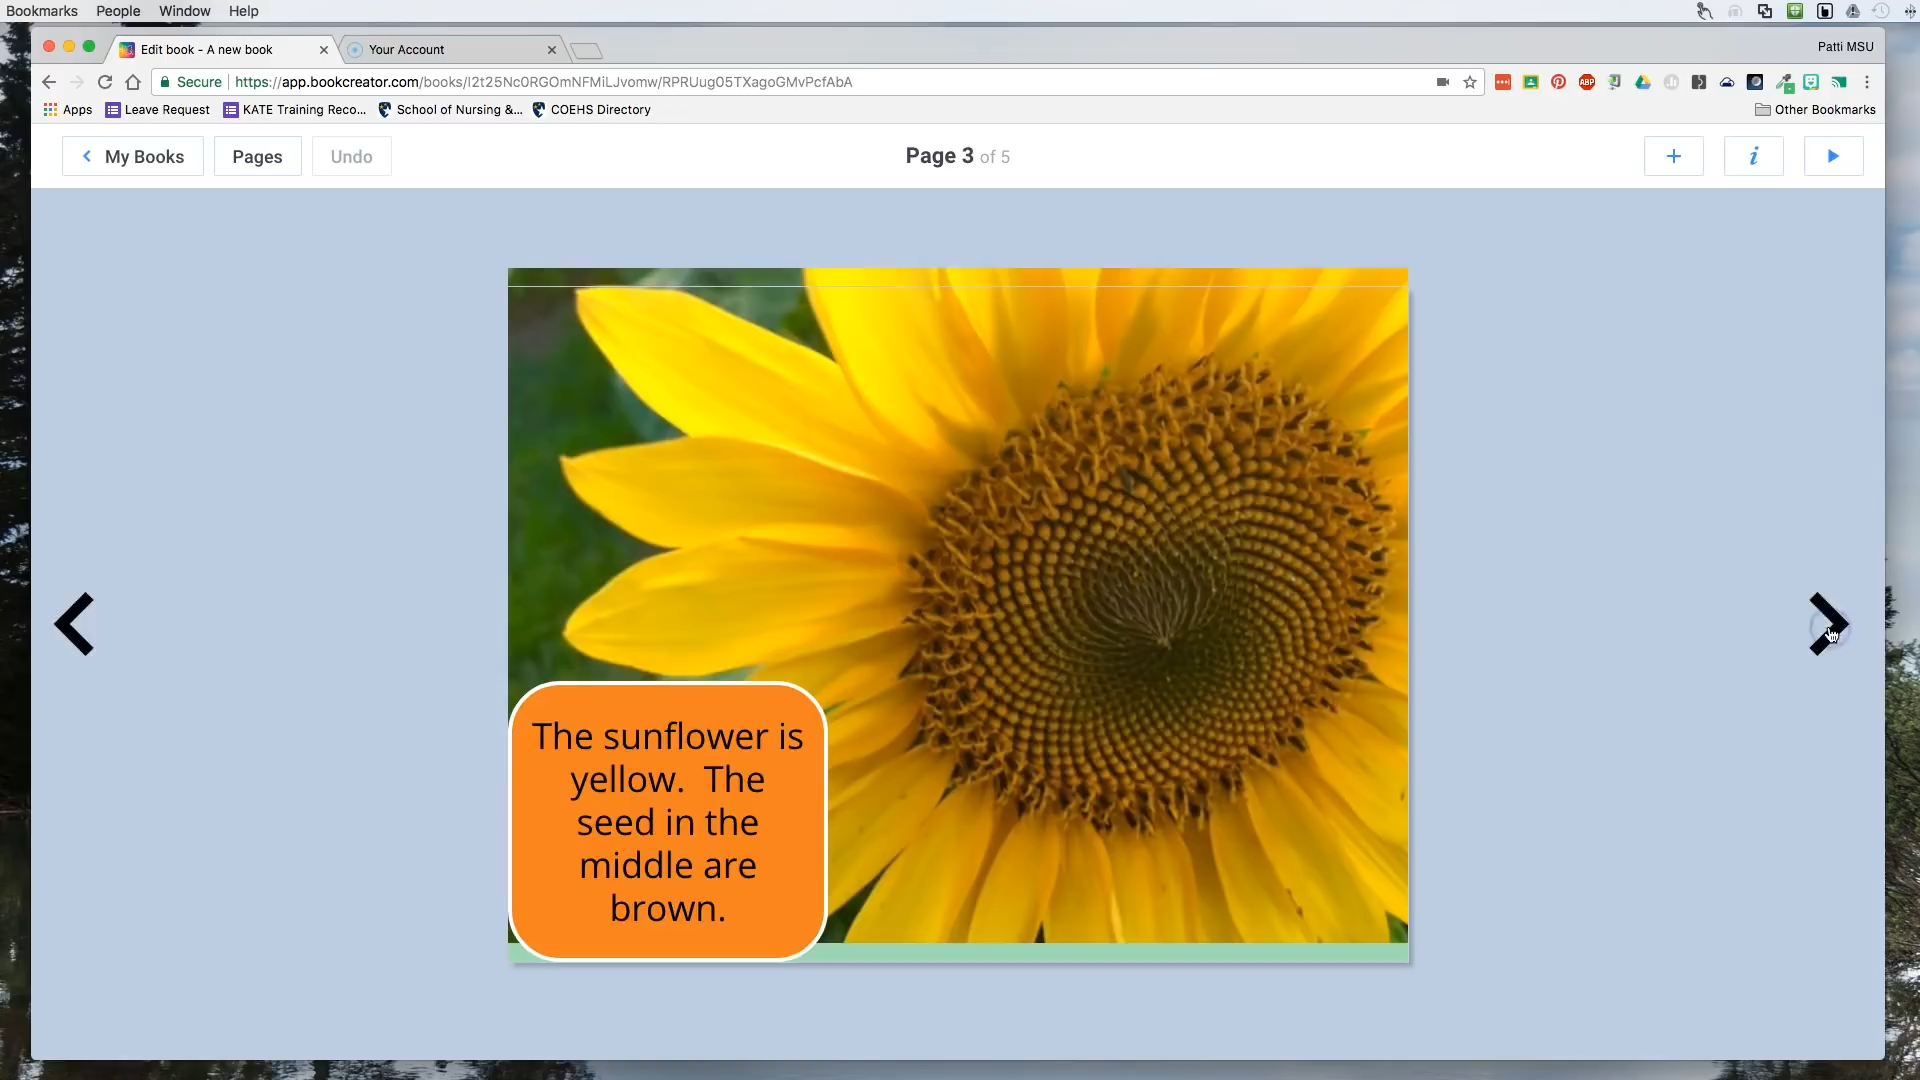 Bookmarks People Window Help
Edit book - A new book
Your Account
Patti MSU
Secure https://app.bookcreator.com/books/l2t25Nc0RGOmNFMiLJvomw/RPRUug05TXagoGMvPcfAbA
ABP
Apps Leave Request KATE Training Reco... School of Nursing &... COEHS Directory Other Bookmarks
My Books Pages Undo Page 3 of 5 + i
The sunflower is
yellow. The
seed in the
middle are
brown.